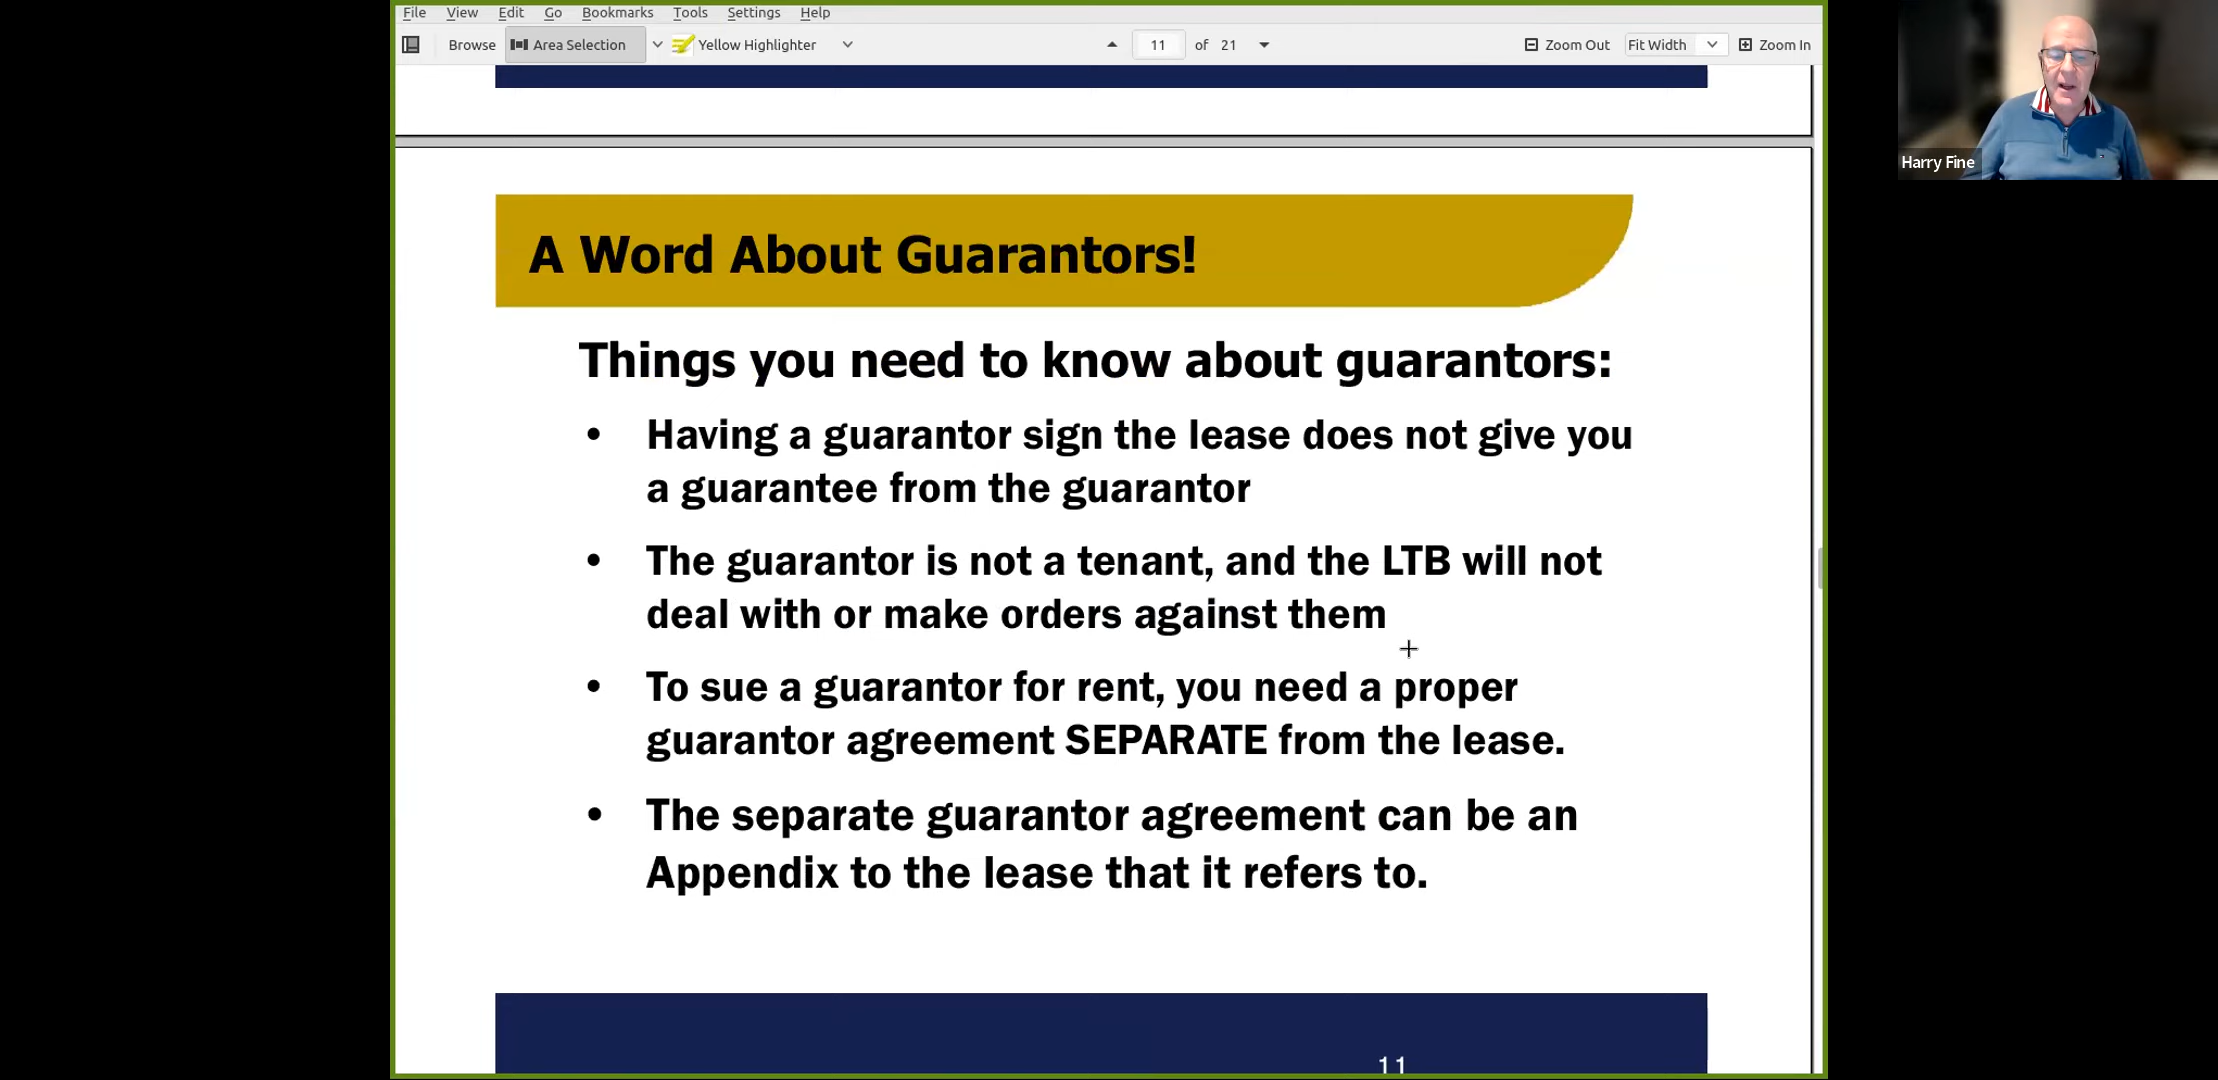 File View Edit Go Bookmarks Tools Settings Help
Browse Area Selection Yellow Highlighter 11 of 21 Zoom Out Fit Width Zoom In
Harry Fine
A Word About Guarantors!
Things you need to know about guarantors:
• Having a guarantor sign the lease does not give you
a guarantee from the guarantor
• The guarantor is not a tenant, and the LTB will not
deal with or make orders against them
• To sue a guarantor for rent, you need a proper
guarantor agreement SEPARATE from the lease.
• The separate guarantor agreement can be an
Appendix to the lease that it refers to.
11